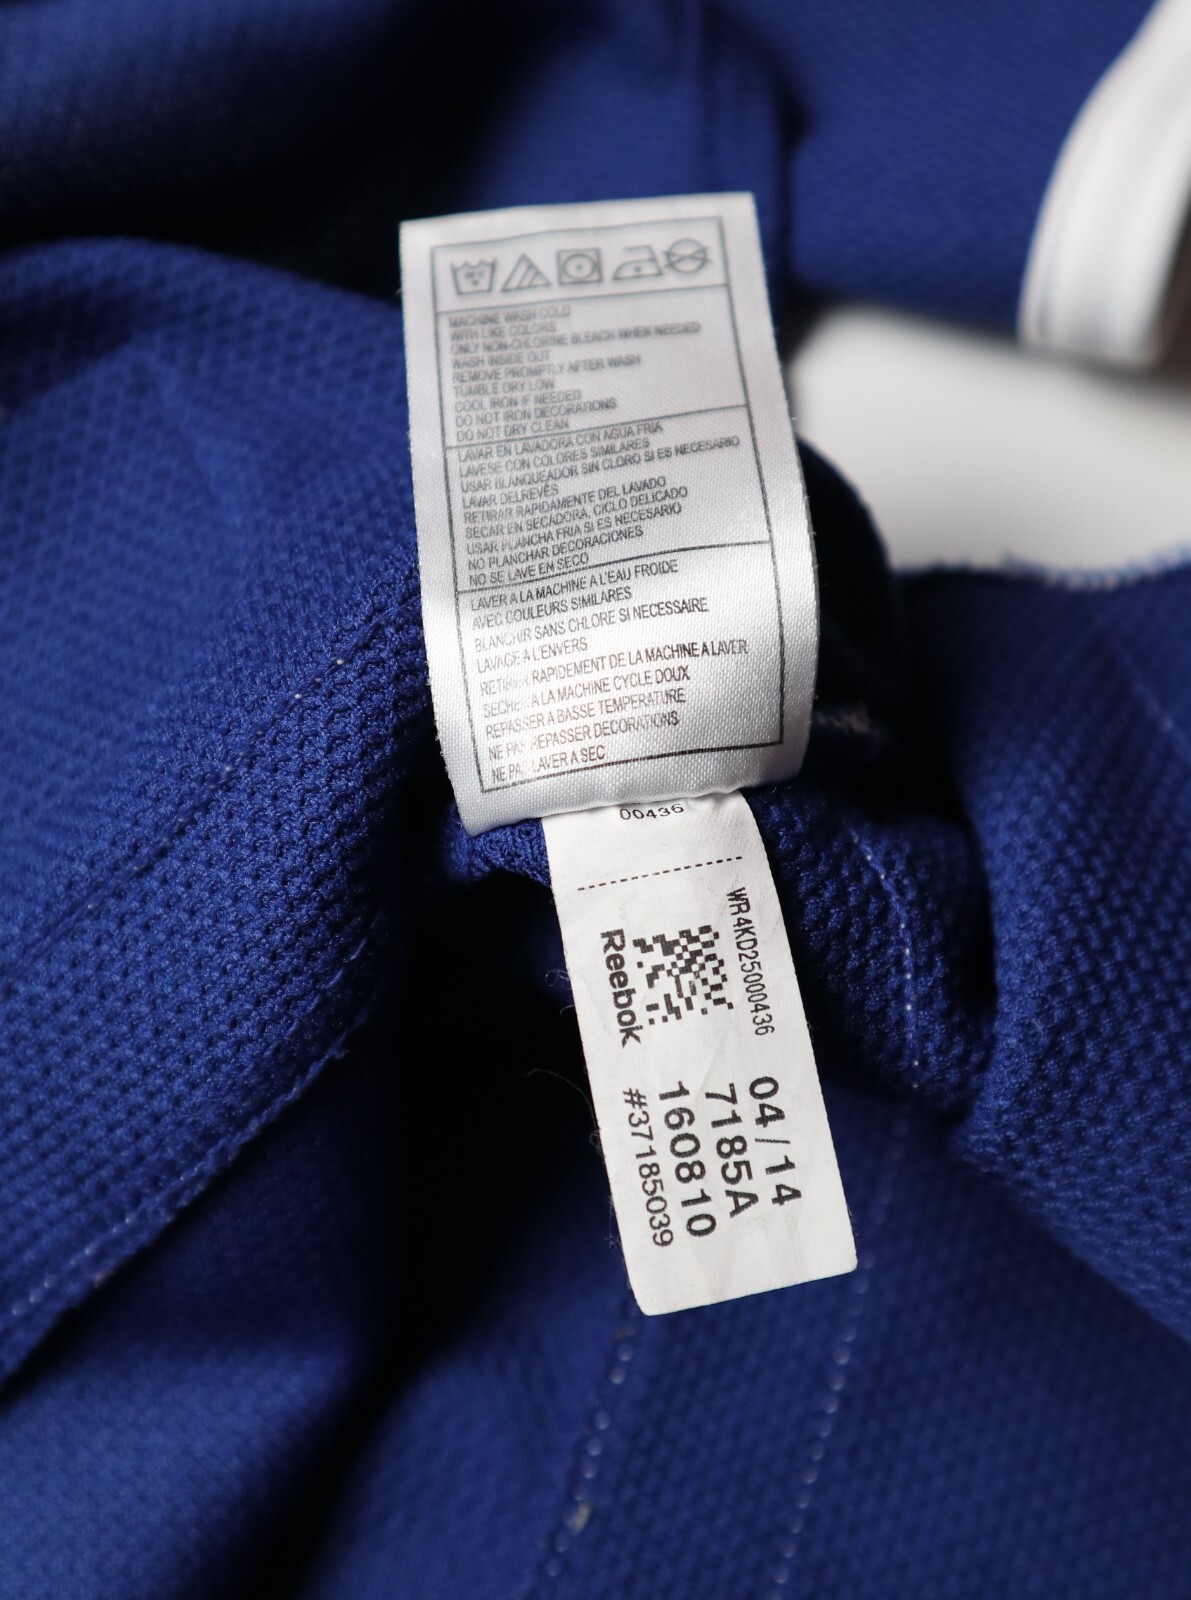 MACHINE WASH COLD
WITH LIKE COLORS
ONLY NON-CHLORINE BLEACH WHEN NEEDED
WASH INSIDE OUT
REMOVE PROMPTLY AFTER WASH
TUMBLE DRY LOW
COOL IRON IF NEEDED
DO NOT IRON DECORATIONS
DO NOT DRY CLEAN
LAVAR EN LAVADORA CON AGUA FRIA
LAVESE CON COLORES SIMILARES
USAR BLANQUEADOR SIN CLORO SI ES NECESARIO
LAVAR DELREVÉS
RETIRAR RAPIDAMENTE DEL LAVADO
SECAR EN SECADORA, CICLO DELICADO
USAR PLANCHA FRIA SI ES NECESARIO
NO PLANCHAR DECORACIONES
NO SE LAVE EN SECO
LAVER A LA MACHINE A L'EAU FROIDE
AVEC COULEURS SIMILARES
BLANCHIR SANS CHLORE SI NECESSAIRE
LAVAGE A L'ENVERS
RETIRER RAPIDEMENT DE LA MACHINE A LAVER
SECHER A LA MACHINE CYCLE DOUX
REPASSER A BASSE TEMPERATURE
NE PAS REPASSER DECORATIONS
NE PAS LAVER A SEC
00436
WR4KD25000436
Reebok
04/14
7185A
160810
#37185039